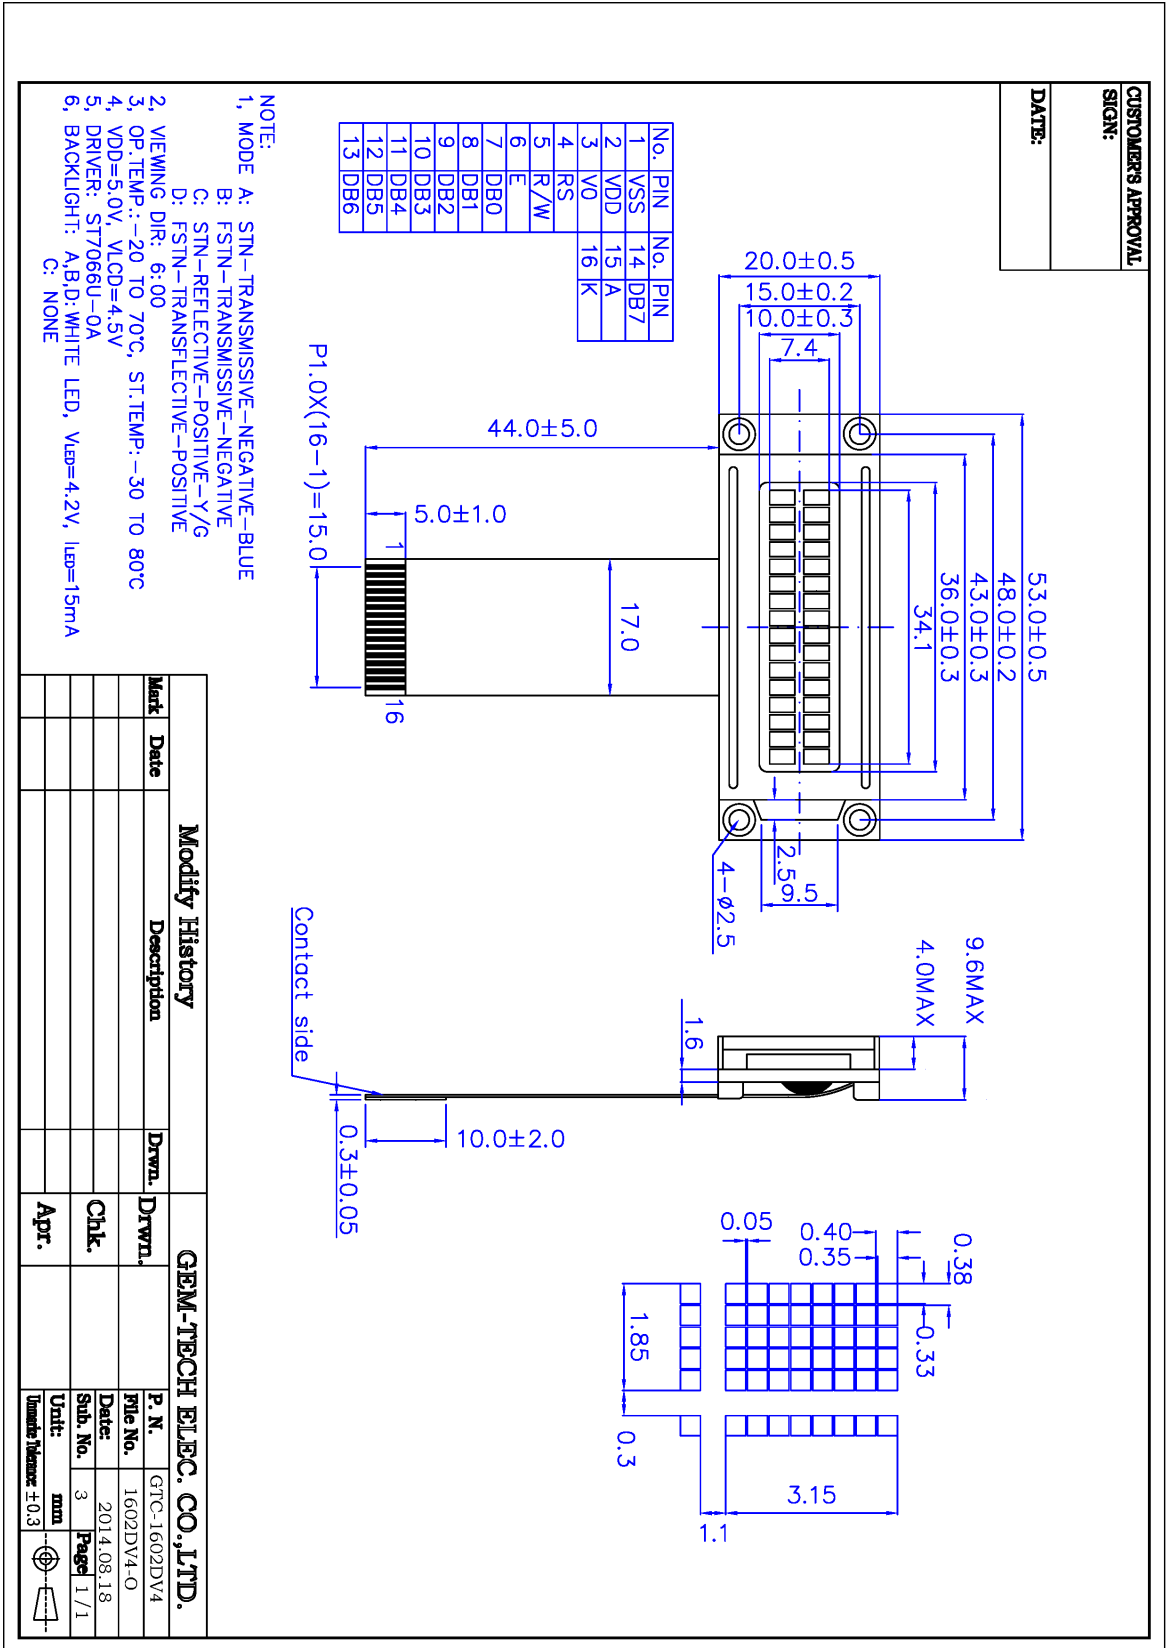 CUSTOMER'S APPROVAL
SIGN:
DATE:
53.0±0.5
48.0±0.2
43.0±0.3
36.0±0.3
34.1
20.0±0.5
15.0±0.2
10.0±0.3
7.4
2.5
9.5
4-ø2.5
44.0±5.0
5.0±1.0
17.0
1
16
P1.0X(16-1)=15.0
9.6MAX
4.0MAX
1.6
10.0±2.0
0.3±0.05
Contact side
0.38
0.33
0.40
0.35
0.05
1.85
0.3
3.15
1.1
No. PIN No. PIN
1 VSS 14 DB7
2 VDD 15 A
3 V0 16 K
4 RS
5 R/W
6 E
7 DB0
8 DB1
9 DB2
10 DB3
11 DB4
12 DB5
13 DB6
NOTE:
1, MODE A: STN-TRANSMISSIVE-NEGATIVE-BLUE
B: FSTN-TRANSMISSIVE-NEGATIVE
C: STN-REFLECTIVE-POSITIVE-Y/G
D: FSTN-TRANSFLECTIVE-POSITIVE
2, VIEWING DIR: 6:00
3, OP.TEMP.:-20 TO 70°C, ST.TEMP:-30 TO 80°C
4, VDD=5.0V, VLCD=4.5V
5, DRIVER: ST7066U-0A
6, BACKLIGHT: A,B,D:WHITE LED, VLED=4.2V, ILED=15mA
C: NONE
Modify History
Mark Date Description Drwn.
GEM-TECH ELEC. CO.,LTD.
Drwn.
Chk.
Apr.
P. N. GTC-1602DV4
File No. 1602DV4-O
Date: 2014.08.18
Sub. No. 3 Page 1/1
Unit: mm
Unmarke Tolerance: ±0.3